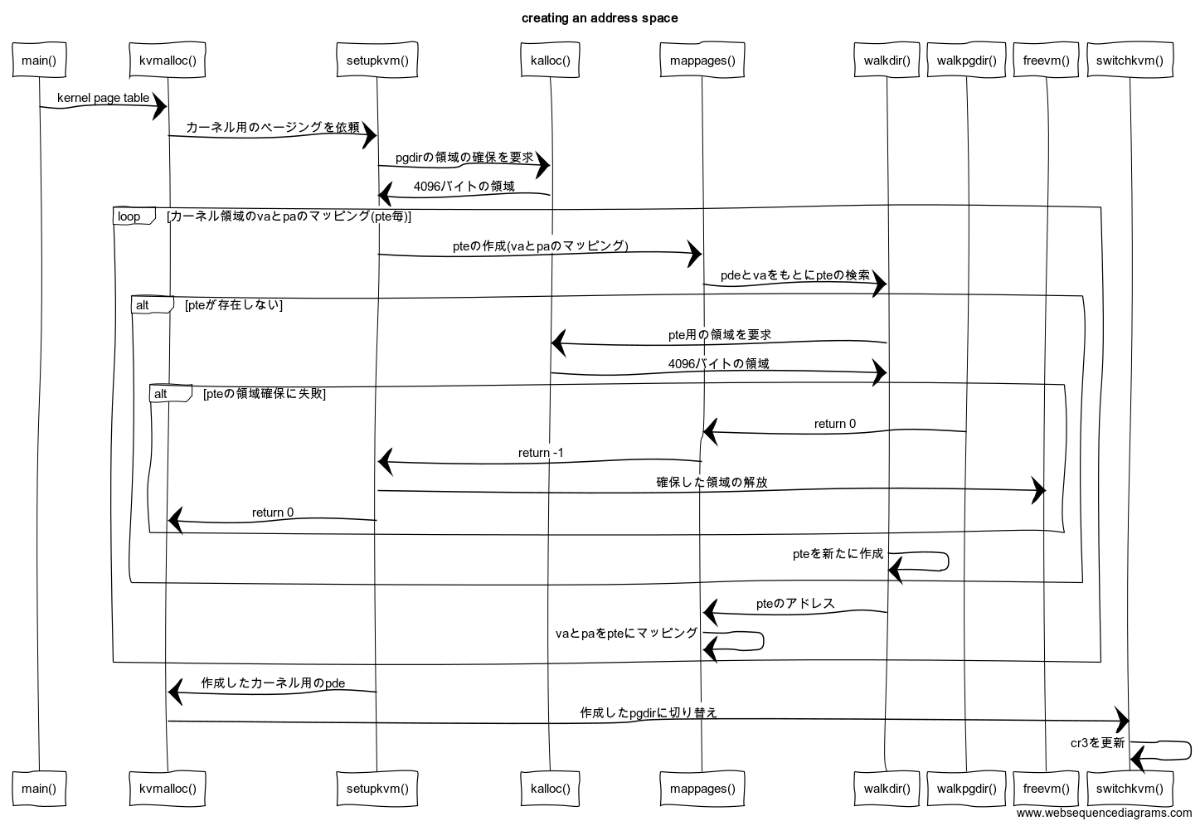 creating an address space
main()
kvmalloc()
setupkvm()
kalloc()
mappages()
walkdir()
walkpgdir()
freevm()
switchkvm()
kernel page table
カーネル用のページングを依頼
pgdirの領域の確保を要求
4096バイトの領域
loop
[カーネル領域のvaとpaのマッピング(pte毎)]
pteの作成(vaとpaのマッピング)
pdeとvaをもとにpteの検索
alt
[pteが存在しない]
pte用の領域を要求
4096バイトの領域
alt
[pteの領域確保に失敗]
return 0
return -1
確保した領域の解放
return 0
pteを新たに作成
pteのアドレス
vaとpaをpteにマッピング
作成したカーネル用のpde
作成したpgdirに切り替え
cr3を更新
main()
kvmalloc()
setupkvm()
kalloc()
mappages()
walkdir()
walkpgdir()
freevm()
switchkvm()
www.websequencediagrams.com